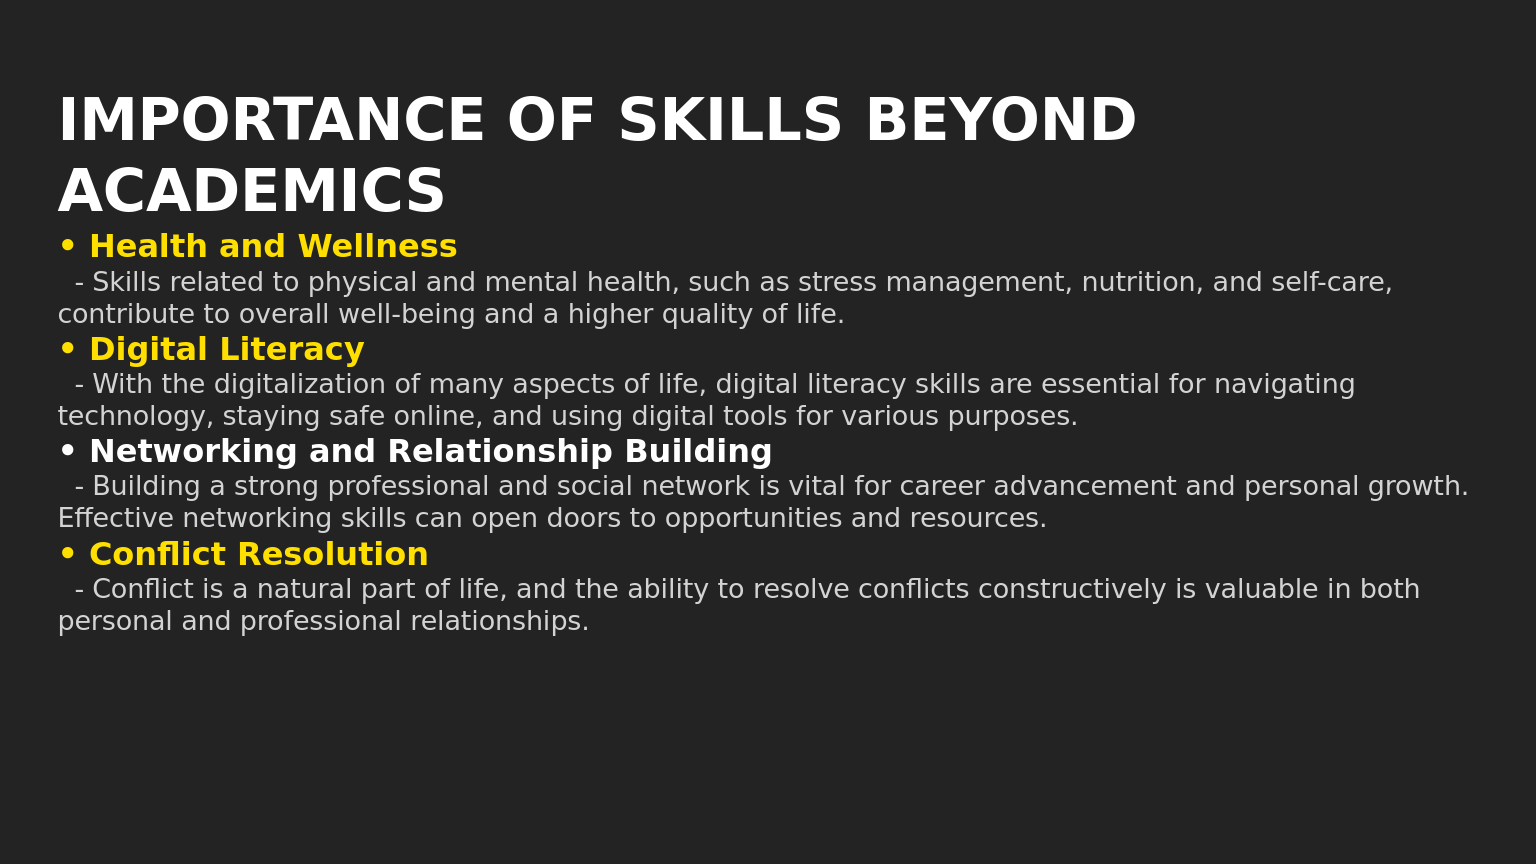 IMPORTANCE OF SKILLS BEYOND
ACADEMICS
• Health and Wellness
- Skills related to physical and mental health, such as stress management, nutrition, and self-care,
contribute to overall well-being and a higher quality of life.
• Digital Literacy
- With the digitalization of many aspects of life, digital literacy skills are essential for navigating
technology, staying safe online, and using digital tools for various purposes.
• Networking and Relationship Building
- Building a strong professional and social network is vital for career advancement and personal growth.
Effective networking skills can open doors to opportunities and resources.
• Conflict Resolution
- Conflict is a natural part of life, and the ability to resolve conflicts constructively is valuable in both
personal and professional relationships.